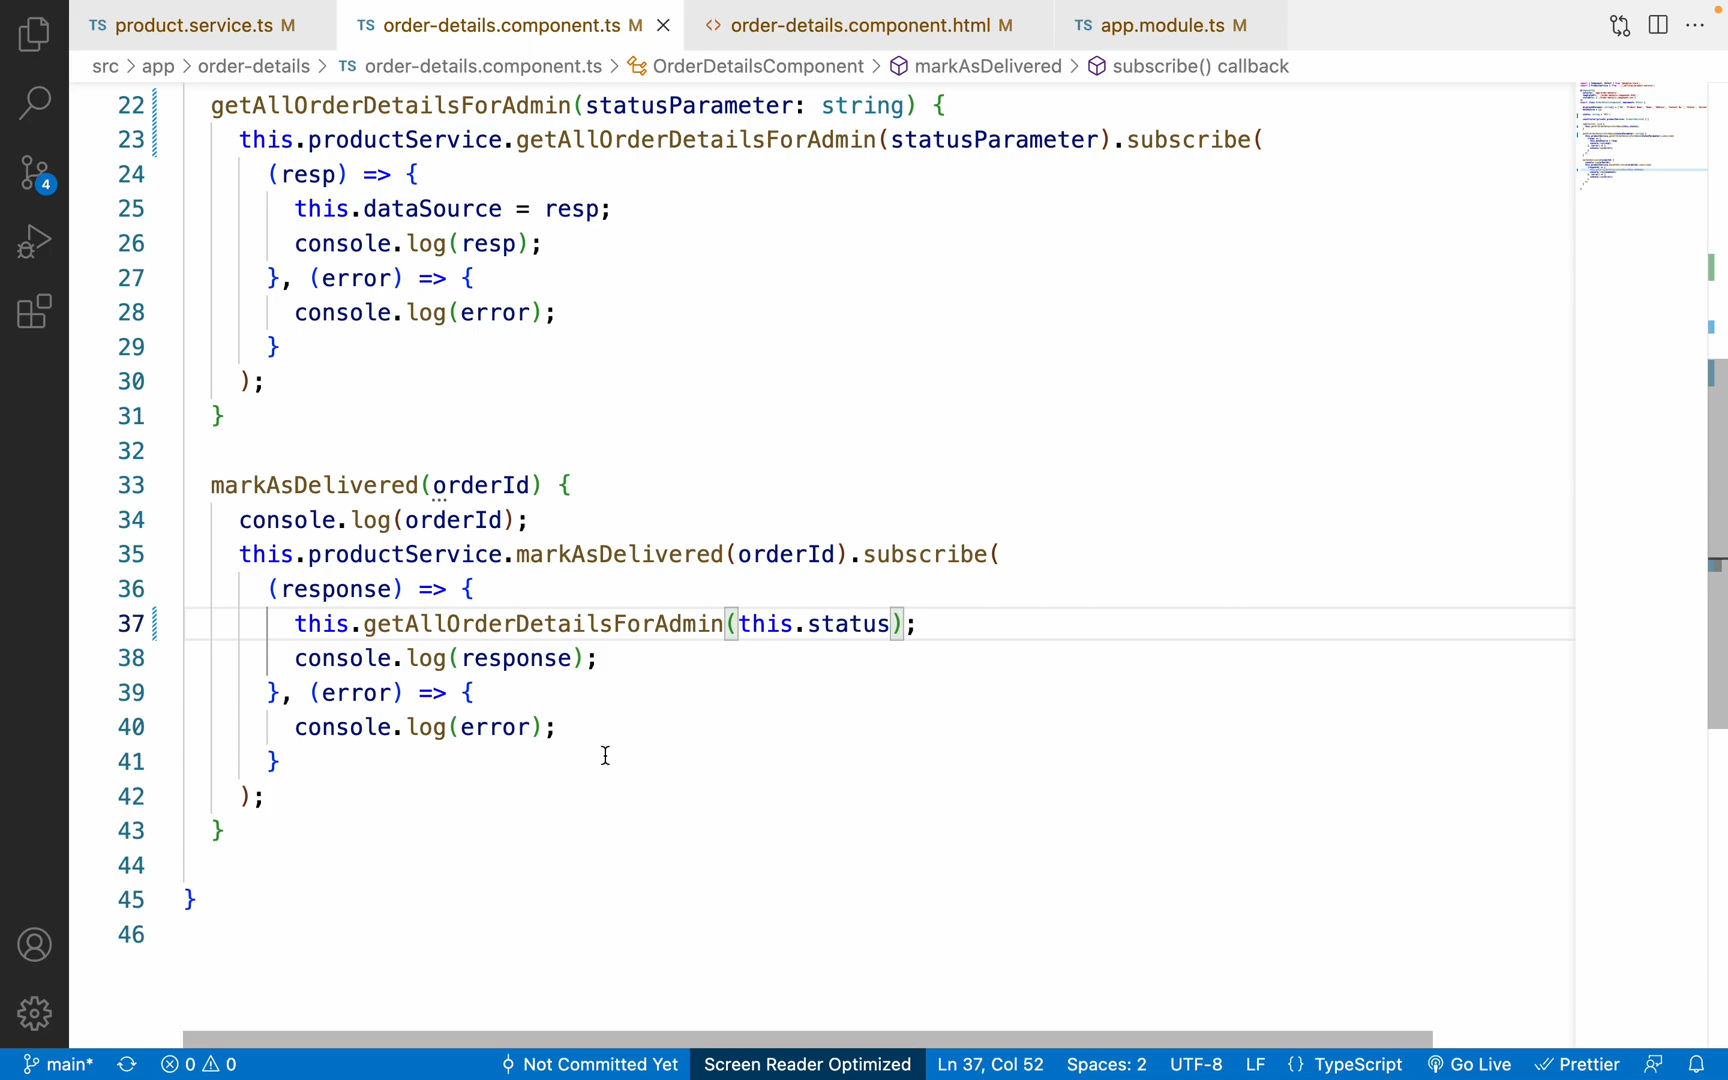 TS product.service.ts M TS order-details.component.ts M <> order-details.component.html M TS app.module.ts M
src > app > order-details > TS order-details.component.ts > OrderDetailsComponent > markAsDelivered > subscribe() callback
22 getAllOrderDetailsForAdmin(statusParameter: string) {
23 this.productService.getAllOrderDetailsForAdmin(statusParameter).subscribe(
24 (resp) => {
25 this.dataSource = resp;
26 console.log(resp);
27 }, (error) => {
28 console.log(error);
29 }
30 );
31 }
32
33 markAsDelivered(orderId) {
34 console.log(orderId);
35 this.productService.markAsDelivered(orderId).subscribe(
36 (response) => {
37 this.getAllOrderDetailsForAdmin(this.status);
38 console.log(response);
39 }, (error) => {
40 console.log(error);
41 }
42 );
43 }
44
45 }
46
4
main* 0 0 Not Committed Yet Screen Reader Optimized Ln 37, Col 52 Spaces: 2 UTF-8 LF {} TypeScript Go Live Prettier